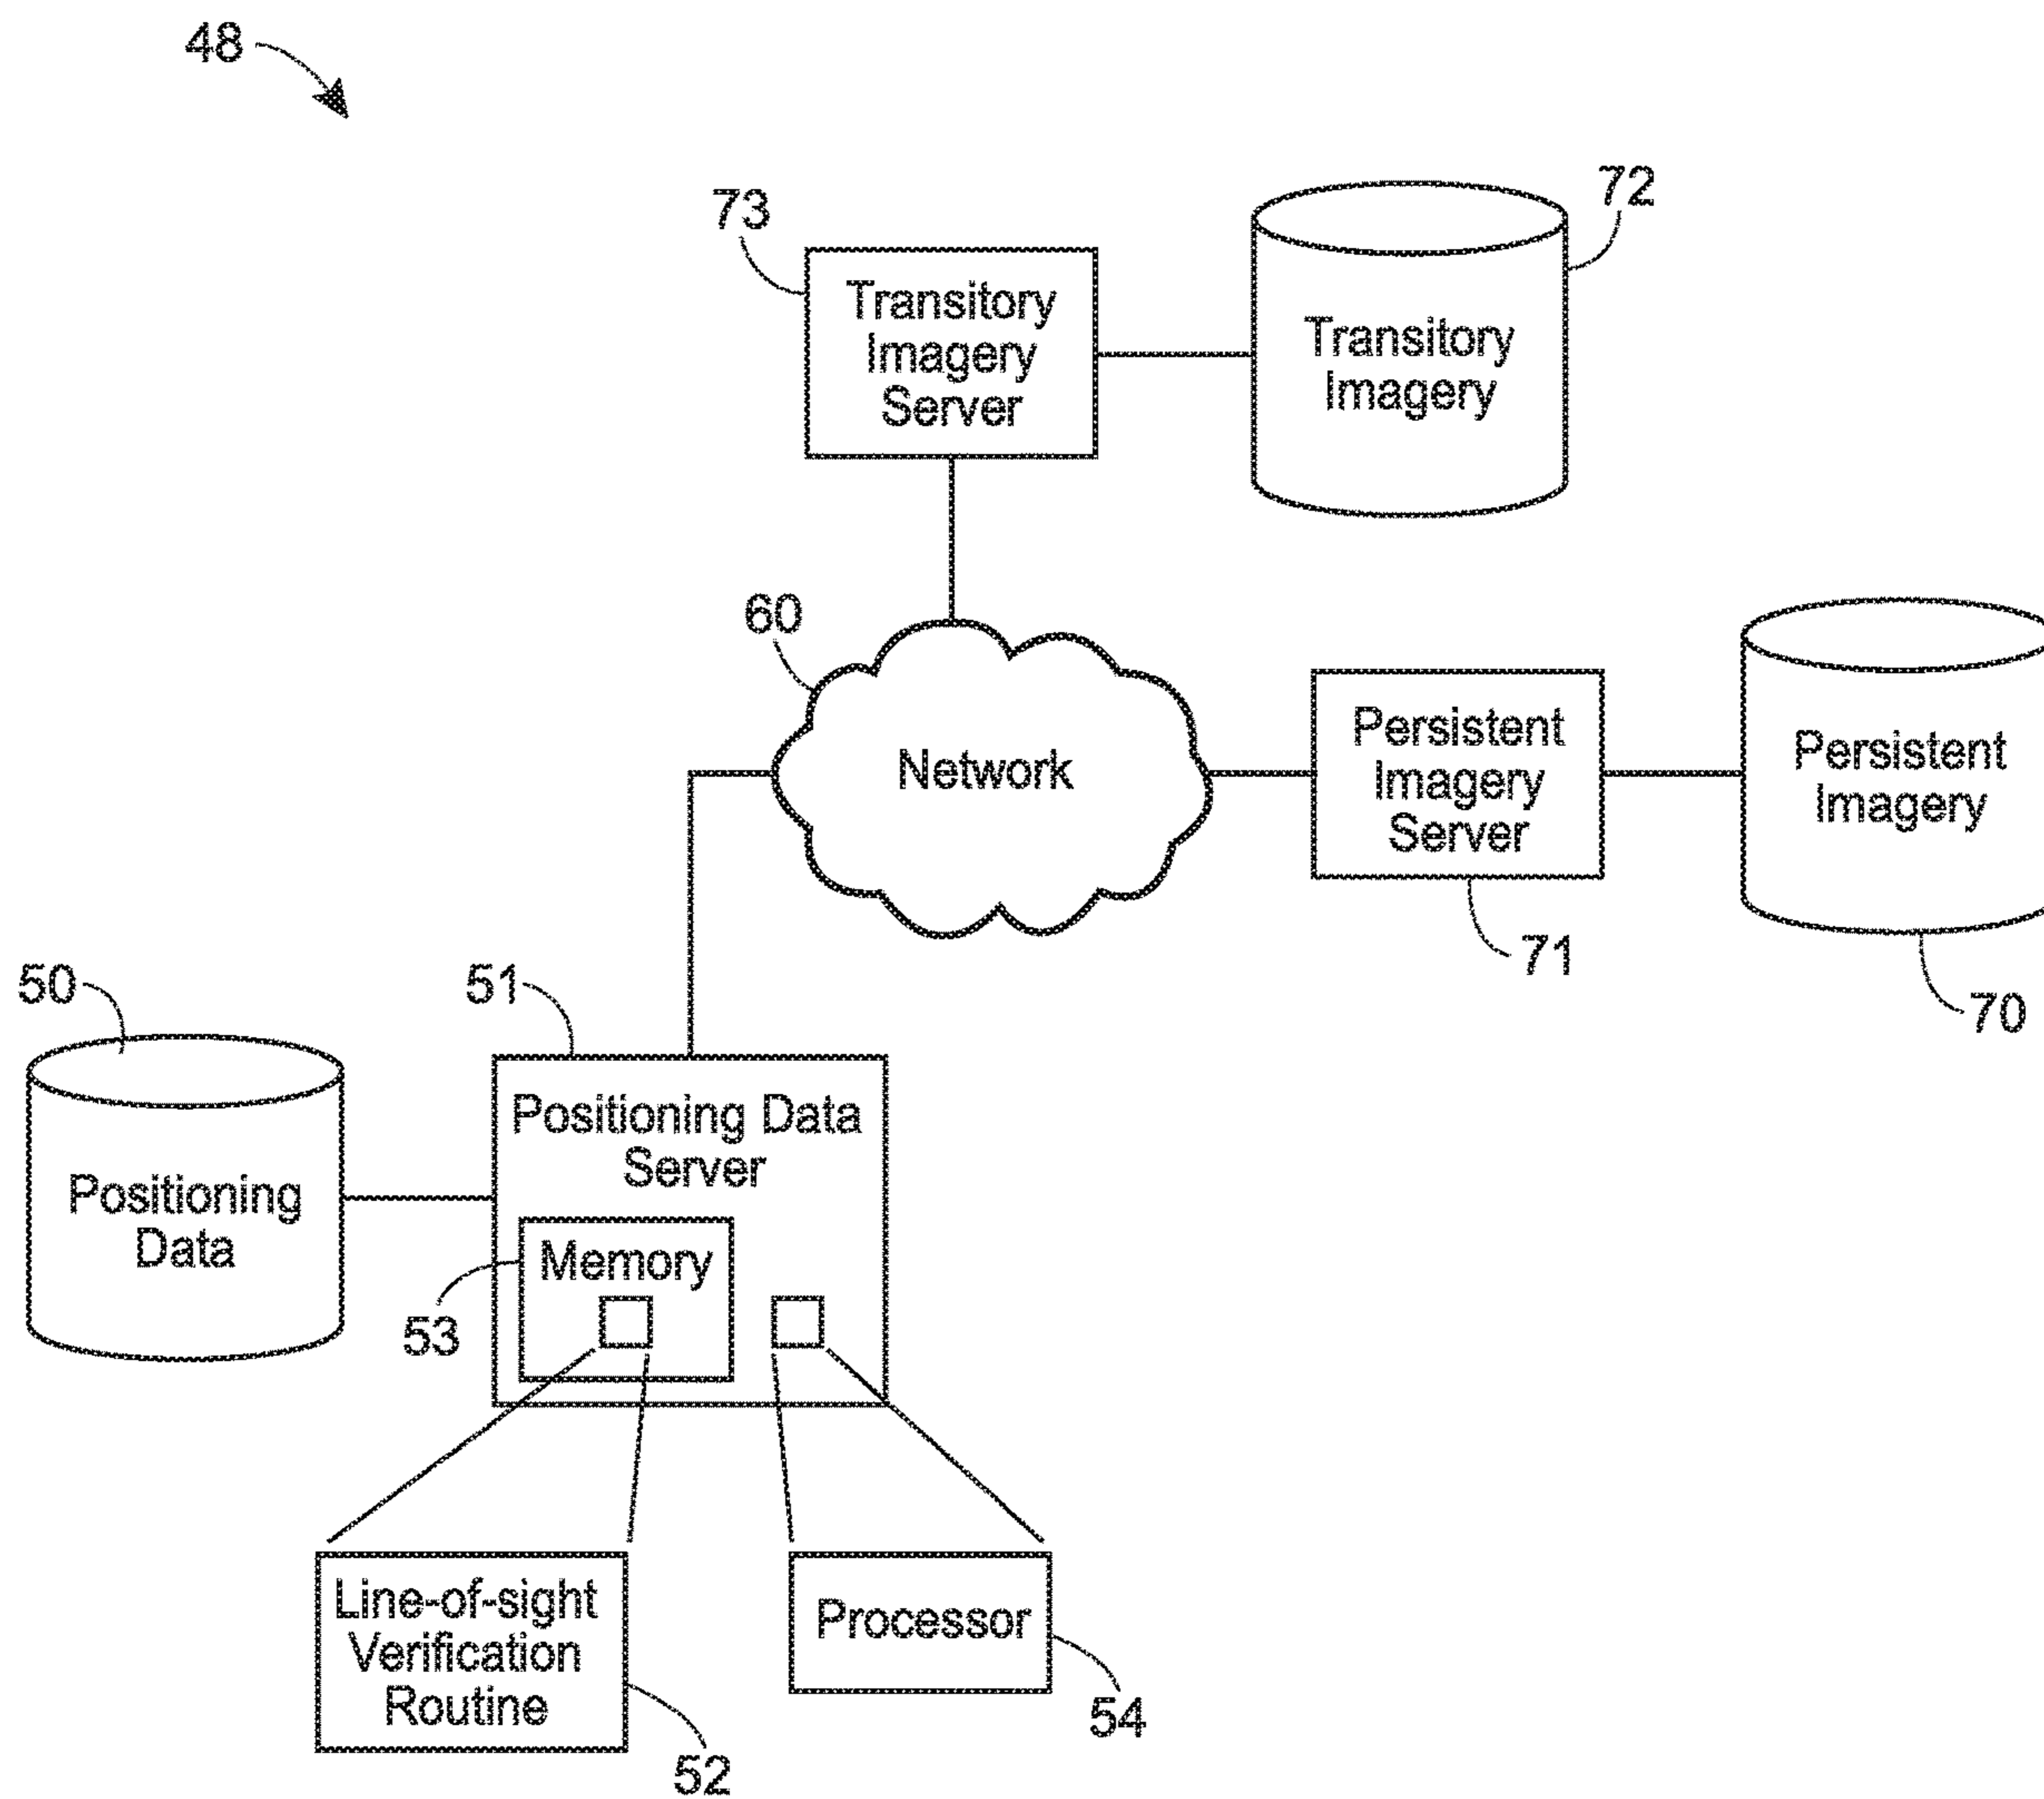 48
73
72
Transitory
Imagery
Server
Transitory
Imagery
60
Network
Persistent
Imagery
Server
Persistent
Imagery
71
70
50
51
Positioning
Data
Positioning Data
Server
Memory
53
Line-of-sight
Verification
Routine
Processor
54
52